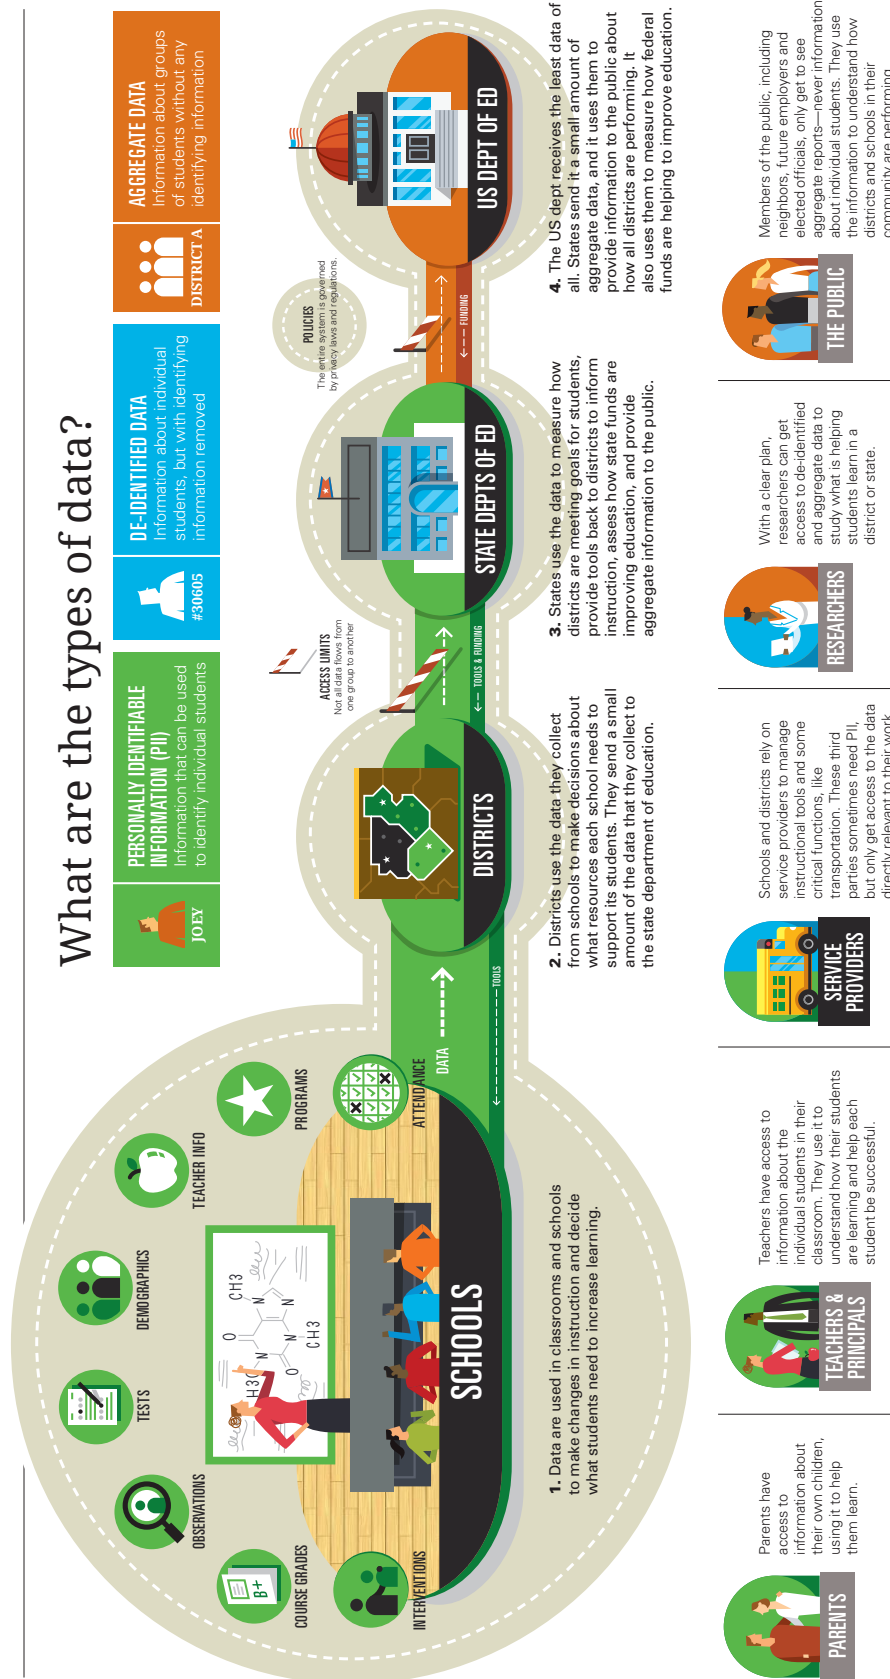 What are the types of data?
JOEY
PERSONALLY IDENTIFIABLE
INFORMATION (PII)
Information that can be used
to identify individual students
#30605
DE-IDENTIFIED DATA
Information about individual
students, but with identifying
information removed
DISTRICT A
AGGREGATE DATA
Information about groups
of students without any
identifying information
INTERVENTIONS
COURSE GRADES
B+
OBSERVATIONS
TESTS
DEMOGRAPHICS
TEACHER INFO
PROGRAMS
ATTENDANCE
H3C
O
N
N
O
CH3
N
N
CH3
SCHOOLS
DATA
TOOLS
DISTRICTS
ACCESS LIMITS
Not all data flows from
one group to another
TOOLS & FUNDING
STATE DEPTS OF ED
POLICIES
The entire system is governed
by privacy laws and regulations.
FUNDING
US DEPT OF ED
1. Data are used in classrooms and schools
to make changes in instruction and decide
what students need to increase learning.
2. Districts use the data they collect
from schools to make decisions about
what resources each school needs to
support its students. They send a small
amount of the data that they collect to
the state department of education.
3. States use the data to measure how
districts are meeting goals for students,
provide tools back to districts to inform
instruction, assess how state funds are
improving education, and provide
aggregate information to the public.
4. The US dept receives the least data of
all. States send it a small amount of
aggregate data, and it uses them to
provide information to the public about
how all districts are performing. It
also uses them to measure how federal
funds are helping to improve education.
PARENTS
Parents have
access to
information about
their own children,
using it to help
them learn.
TEACHERS &
PRINCIPALS
Teachers have access to
information about the
individual students in their
classroom. They use it to
understand how their students
are learning and help each
student be successful.
SERVICE
PROVIDERS
Schools and districts rely on
service providers to manage
instructional tools and some
critical functions, like
transportation. These third
parties sometimes need PII,
but only get access to the data
directly relevant to their work.
RESEARCHERS
With a clear plan,
researchers can get
access to de-identified
and aggregate data to
study what is helping
students learn in a
district or state.
THE PUBLIC
Members of the public, including
neighbors, future employers and
elected officials, only get to see
aggregate reports—never information
about individual students. They use
the information to understand how
districts and schools in their
community are performing.